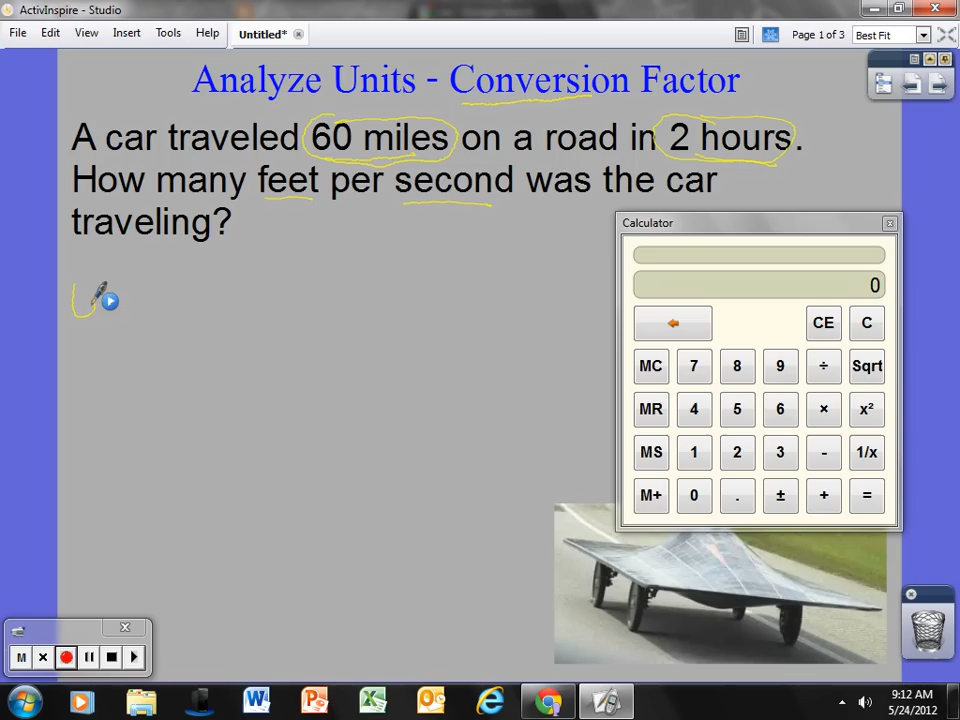 ActivInspire - Studio
File Edit View Insert Tools Help Untitled* Page 1 of 3 Best Fit
Analyze Units - Conversion Factor
A car traveled 60 miles on a road in 2 hours.
How many feet per second was the car
traveling?
Calculator
0
CE C
MC 7 8 9 ÷ Sqrt
MR 4 5 6 × x²
MS 1 2 3 - 1/x
M+ 0 . ± + =
M
9:12 AM
5/24/2012